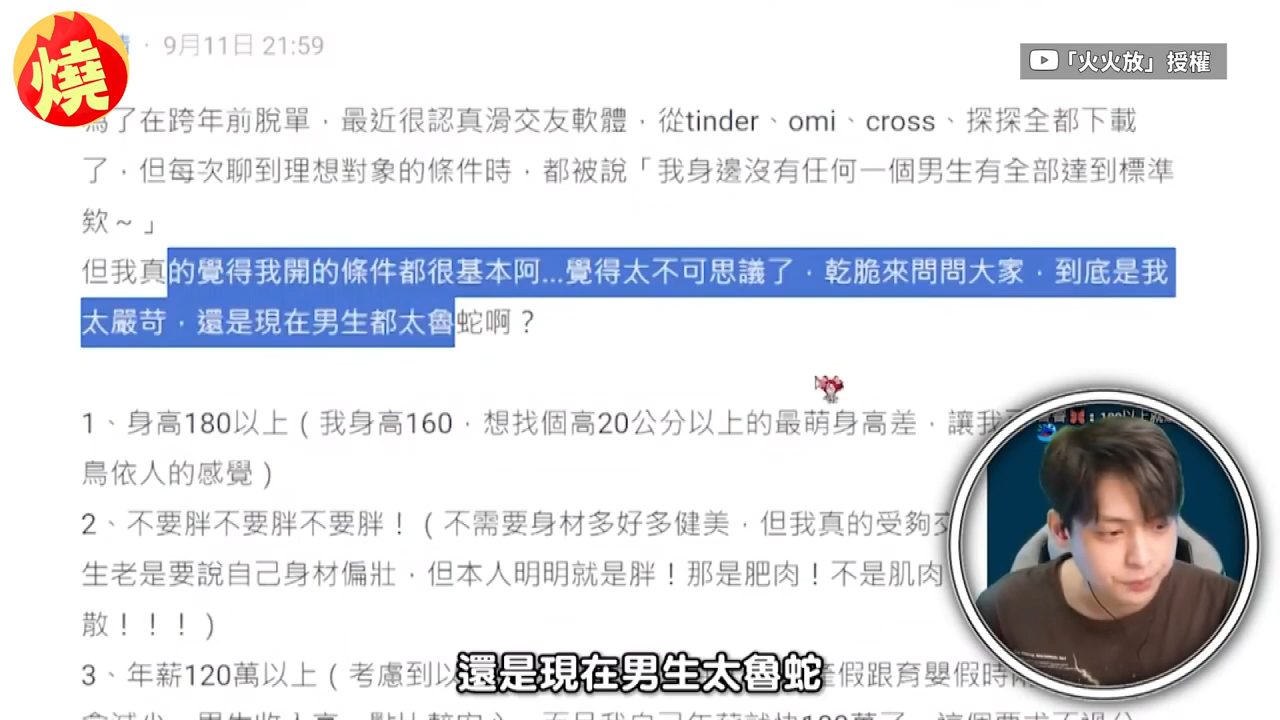 燒
情 · 9月11日 21:59
「火火放」授權
為了在跨年前脫單，最近很認真滑交友軟體，從tinder、omi、cross、探探全都下載
了，但每次聊到理想對象的條件時，都被說「我身邊沒有任何一個男生有全部達到標準
欸～」
但我真的覺得我開的條件都很基本阿...覺得太不可思議了，乾脆來問問大家，到底是我
太嚴苛，還是現在男生都太魯蛇啊？
1、身高180以上（我身高160，想找個高20公分以上的最萌身高差，讓我
鳥依人的感覺）
2、不要胖不要胖不要胖！（不需要身材多好多健美，但我真的受夠交
生老是要說自己身材偏壯，但本人明明就是胖！那是肥肉！不是肌肉
散！！！）
3、年薪120萬以上（考慮到以 產假跟育嬰假時
還是現在男生太魯蛇